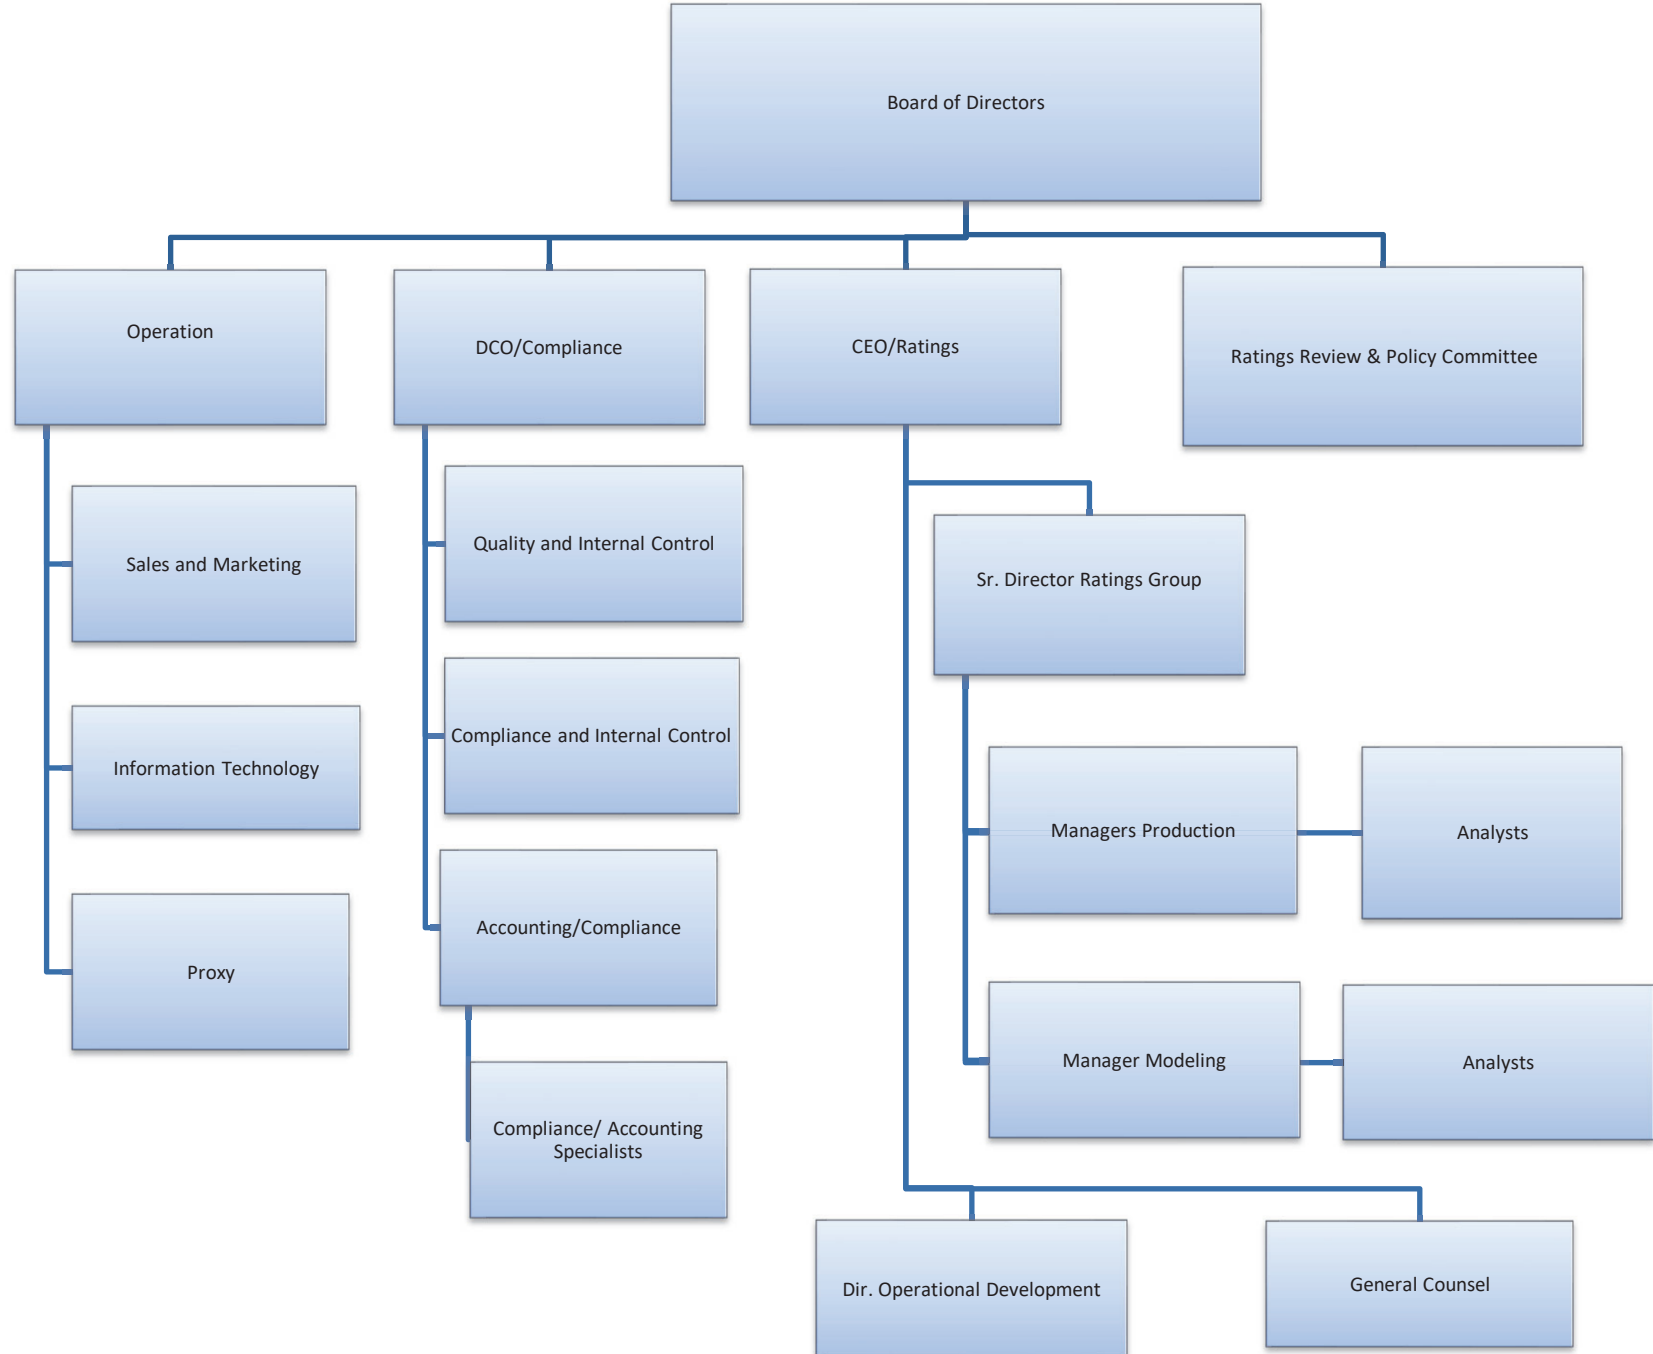 Board of Directors
Operation
DCO/Compliance
CEO/Ratings
Ratings Review & Policy Committee
Sales and Marketing
Information Technology
Proxy
Quality and Internal Control
Compliance and Internal Control
Accounting/Compliance
Compliance/ Accounting
Specialists
Sr. Director Ratings Group
Managers Production
Analysts
Manager Modeling
Analysts
Dir. Operational Development
General Counsel